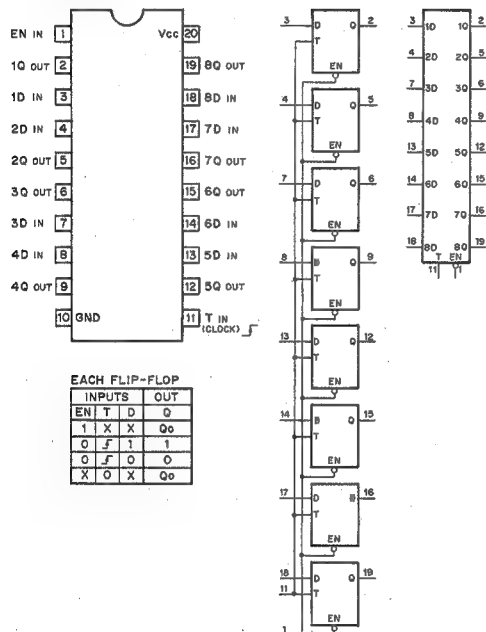 EN IN 1
1Q OUT 2
1D IN 3
2D IN 4
2Q OUT 5
3Q OUT 6
3D IN 7
4D IN 8
4Q OUT 9
10 GND
Vcc 20
19 8Q OUT
18 8D IN
17 7D IN
16 7Q OUT
15 6Q OUT
14 6D IN
13 5D IN
12 5Q OUT
11 T IN
(CLOCK)
EACH FLIP-FLOP
INPUTS OUT
EN T D Q
1 X X Qo
0 1 1
0 0 0
X 0 X Qo
3 D Q 2
T
EN
4 D Q 5
T
EN
7 D Q 6
T
EN
8 D Q 9
T
EN
13 D Q 12
T
EN
14 D Q 15
T
EN
17 D 16
T
EN
18 D Q 19
11 T
EN
1
3 1D 1Q 2
4 2D 2Q 5
7 3D 3Q 6
8 4D 4Q 9
13 5D 5Q 12
14 6D 6Q 15
17 7D 7Q 16
18 8D 8Q 19
T EN
11 1